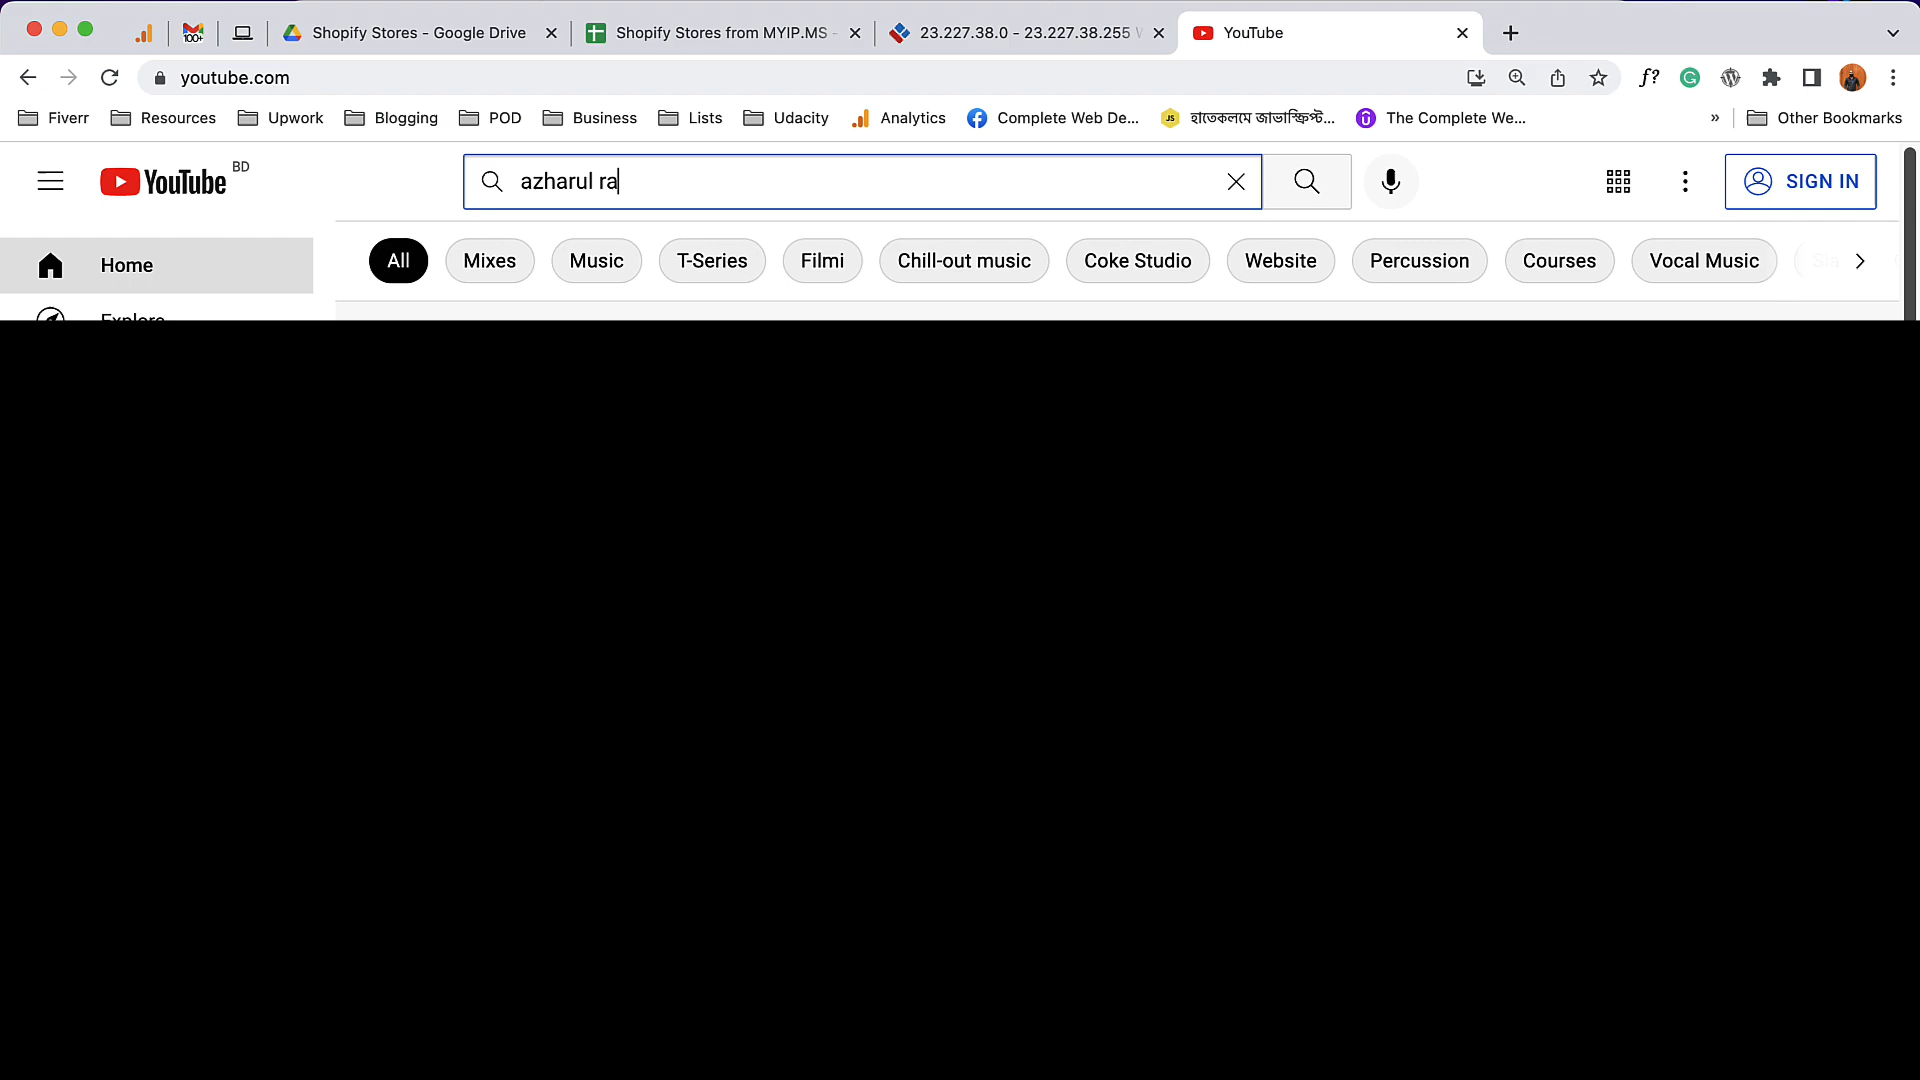 100+
Shopify Stores - Google Drive
Shopify Stores from MYIP.MS -
23.227.38.0 - 23.227.38.255 W
YouTube
youtube.com
f?
Fiverr
Resources
Upwork
Blogging
POD
Business
Lists
Udacity
Analytics
Complete Web De...
JS
হাতেকলমে জাভাস্ক্রিপ্ট...
The Complete We...
»
Other Bookmarks
YouTube BD
azharul ra
SIGN IN
Home
All
Mixes
Music
T-Series
Filmi
Chill-out music
Coke Studio
Website
Percussion
Courses
Vocal Music
Explore